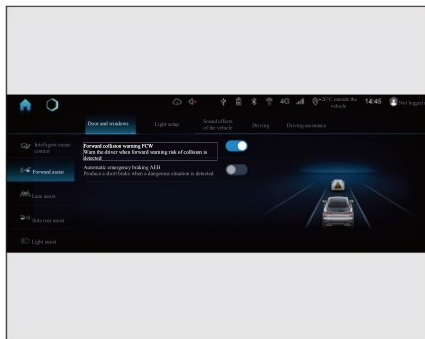 4G
-26°C outside the
vehicle
14:46
Not logged i
Door and windows
Light setup
Sound effects
of the vehicle
Driving
Driving assistance
Intelligent cruise
control
Forward collision warning FCW
Warn the driver when forward warning risk of collision is
detected
Forward assist
Automatic emergency braking AEB
Produce a short brake when a dangerous situation is detected
Lane assist
Side rear assist
Light assist